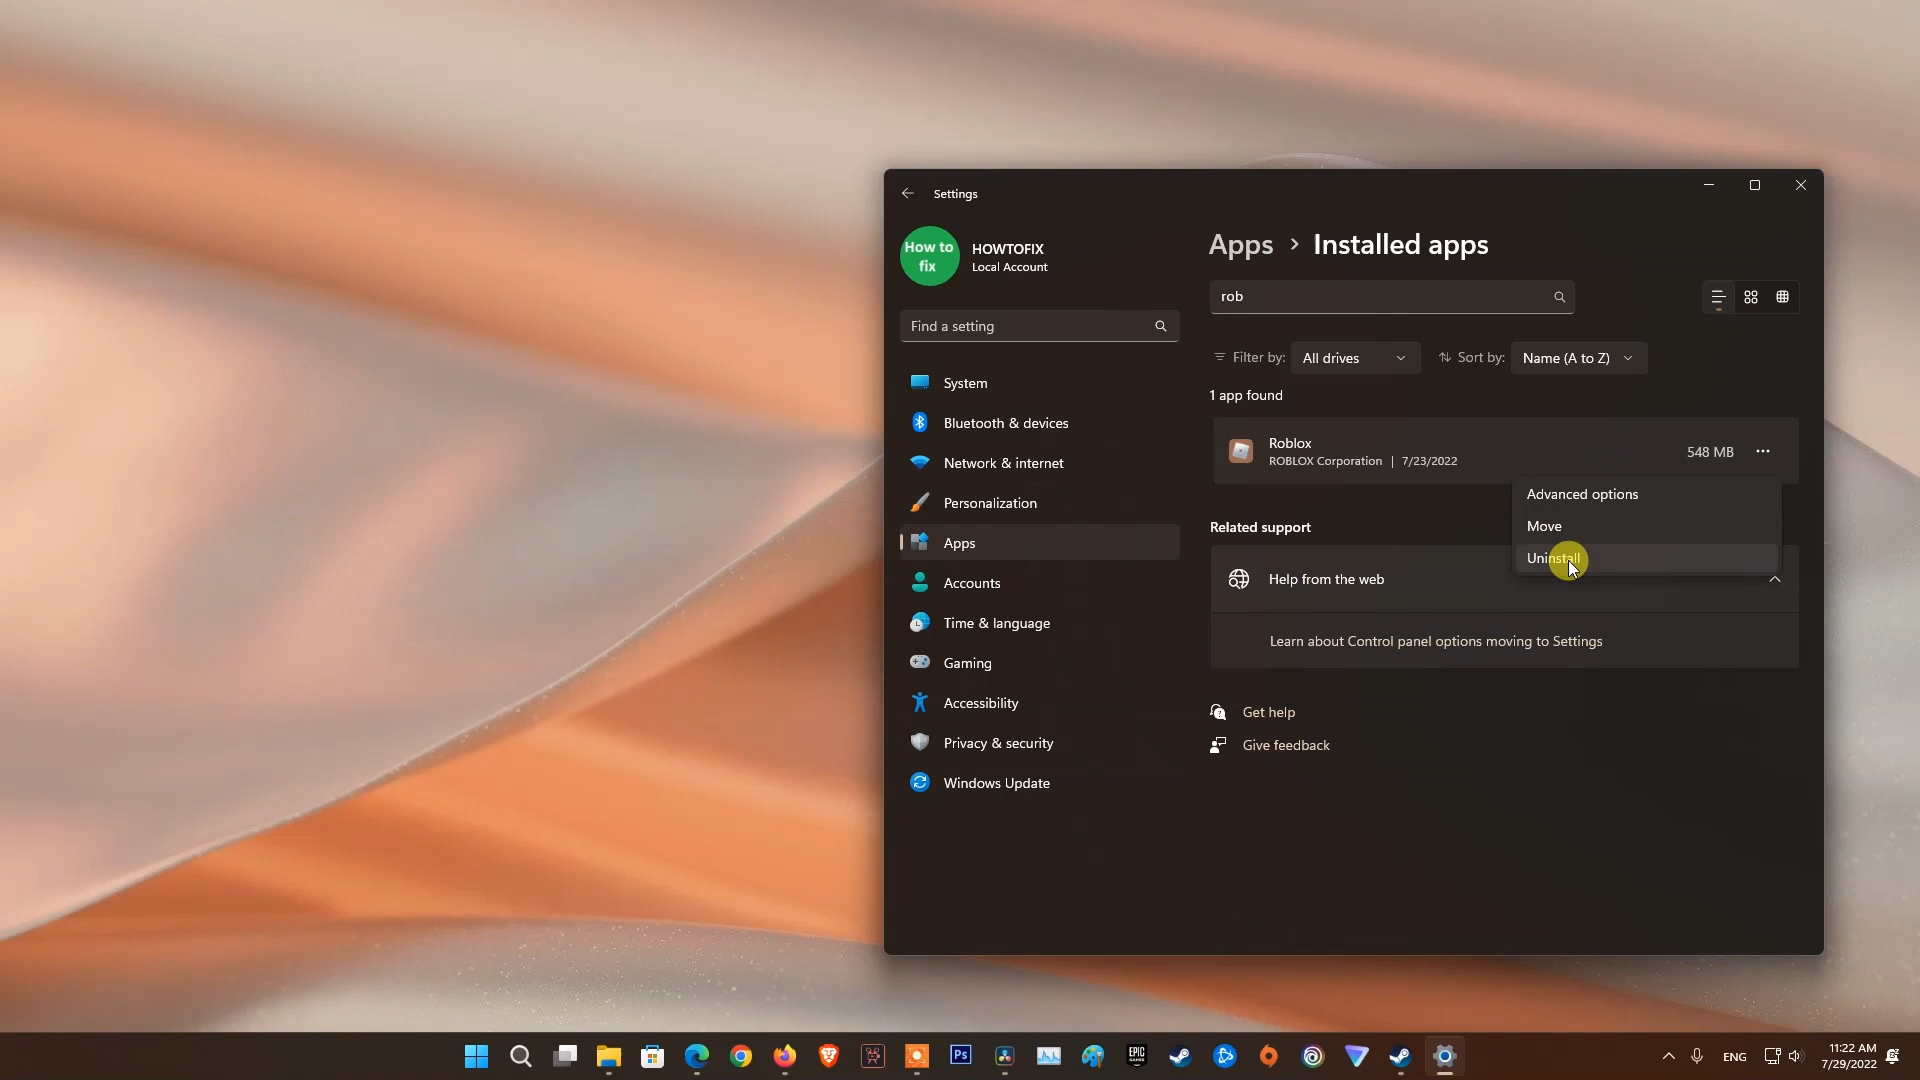 Settings
How to
fix
HOWTOFIX
Local Account
Find a setting
System
Bluetooth & devices
Network & internet
Personalization
Apps
Accounts
Time & language
Gaming
Accessibility
Privacy & security
Windows Update
Apps > Installed apps
rob
Filter by: All drives Sort by: Name (A to Z)
1 app found
Roblox
ROBLOX Corporation | 7/23/2022
548 MB
Advanced options
Move
Uninstall
Related support
Help from the web
Learn about Control panel options moving to Settings
Get help
Give feedback
Ps
EPIC
GAMES
ENG
11:22 AM
7/29/2022